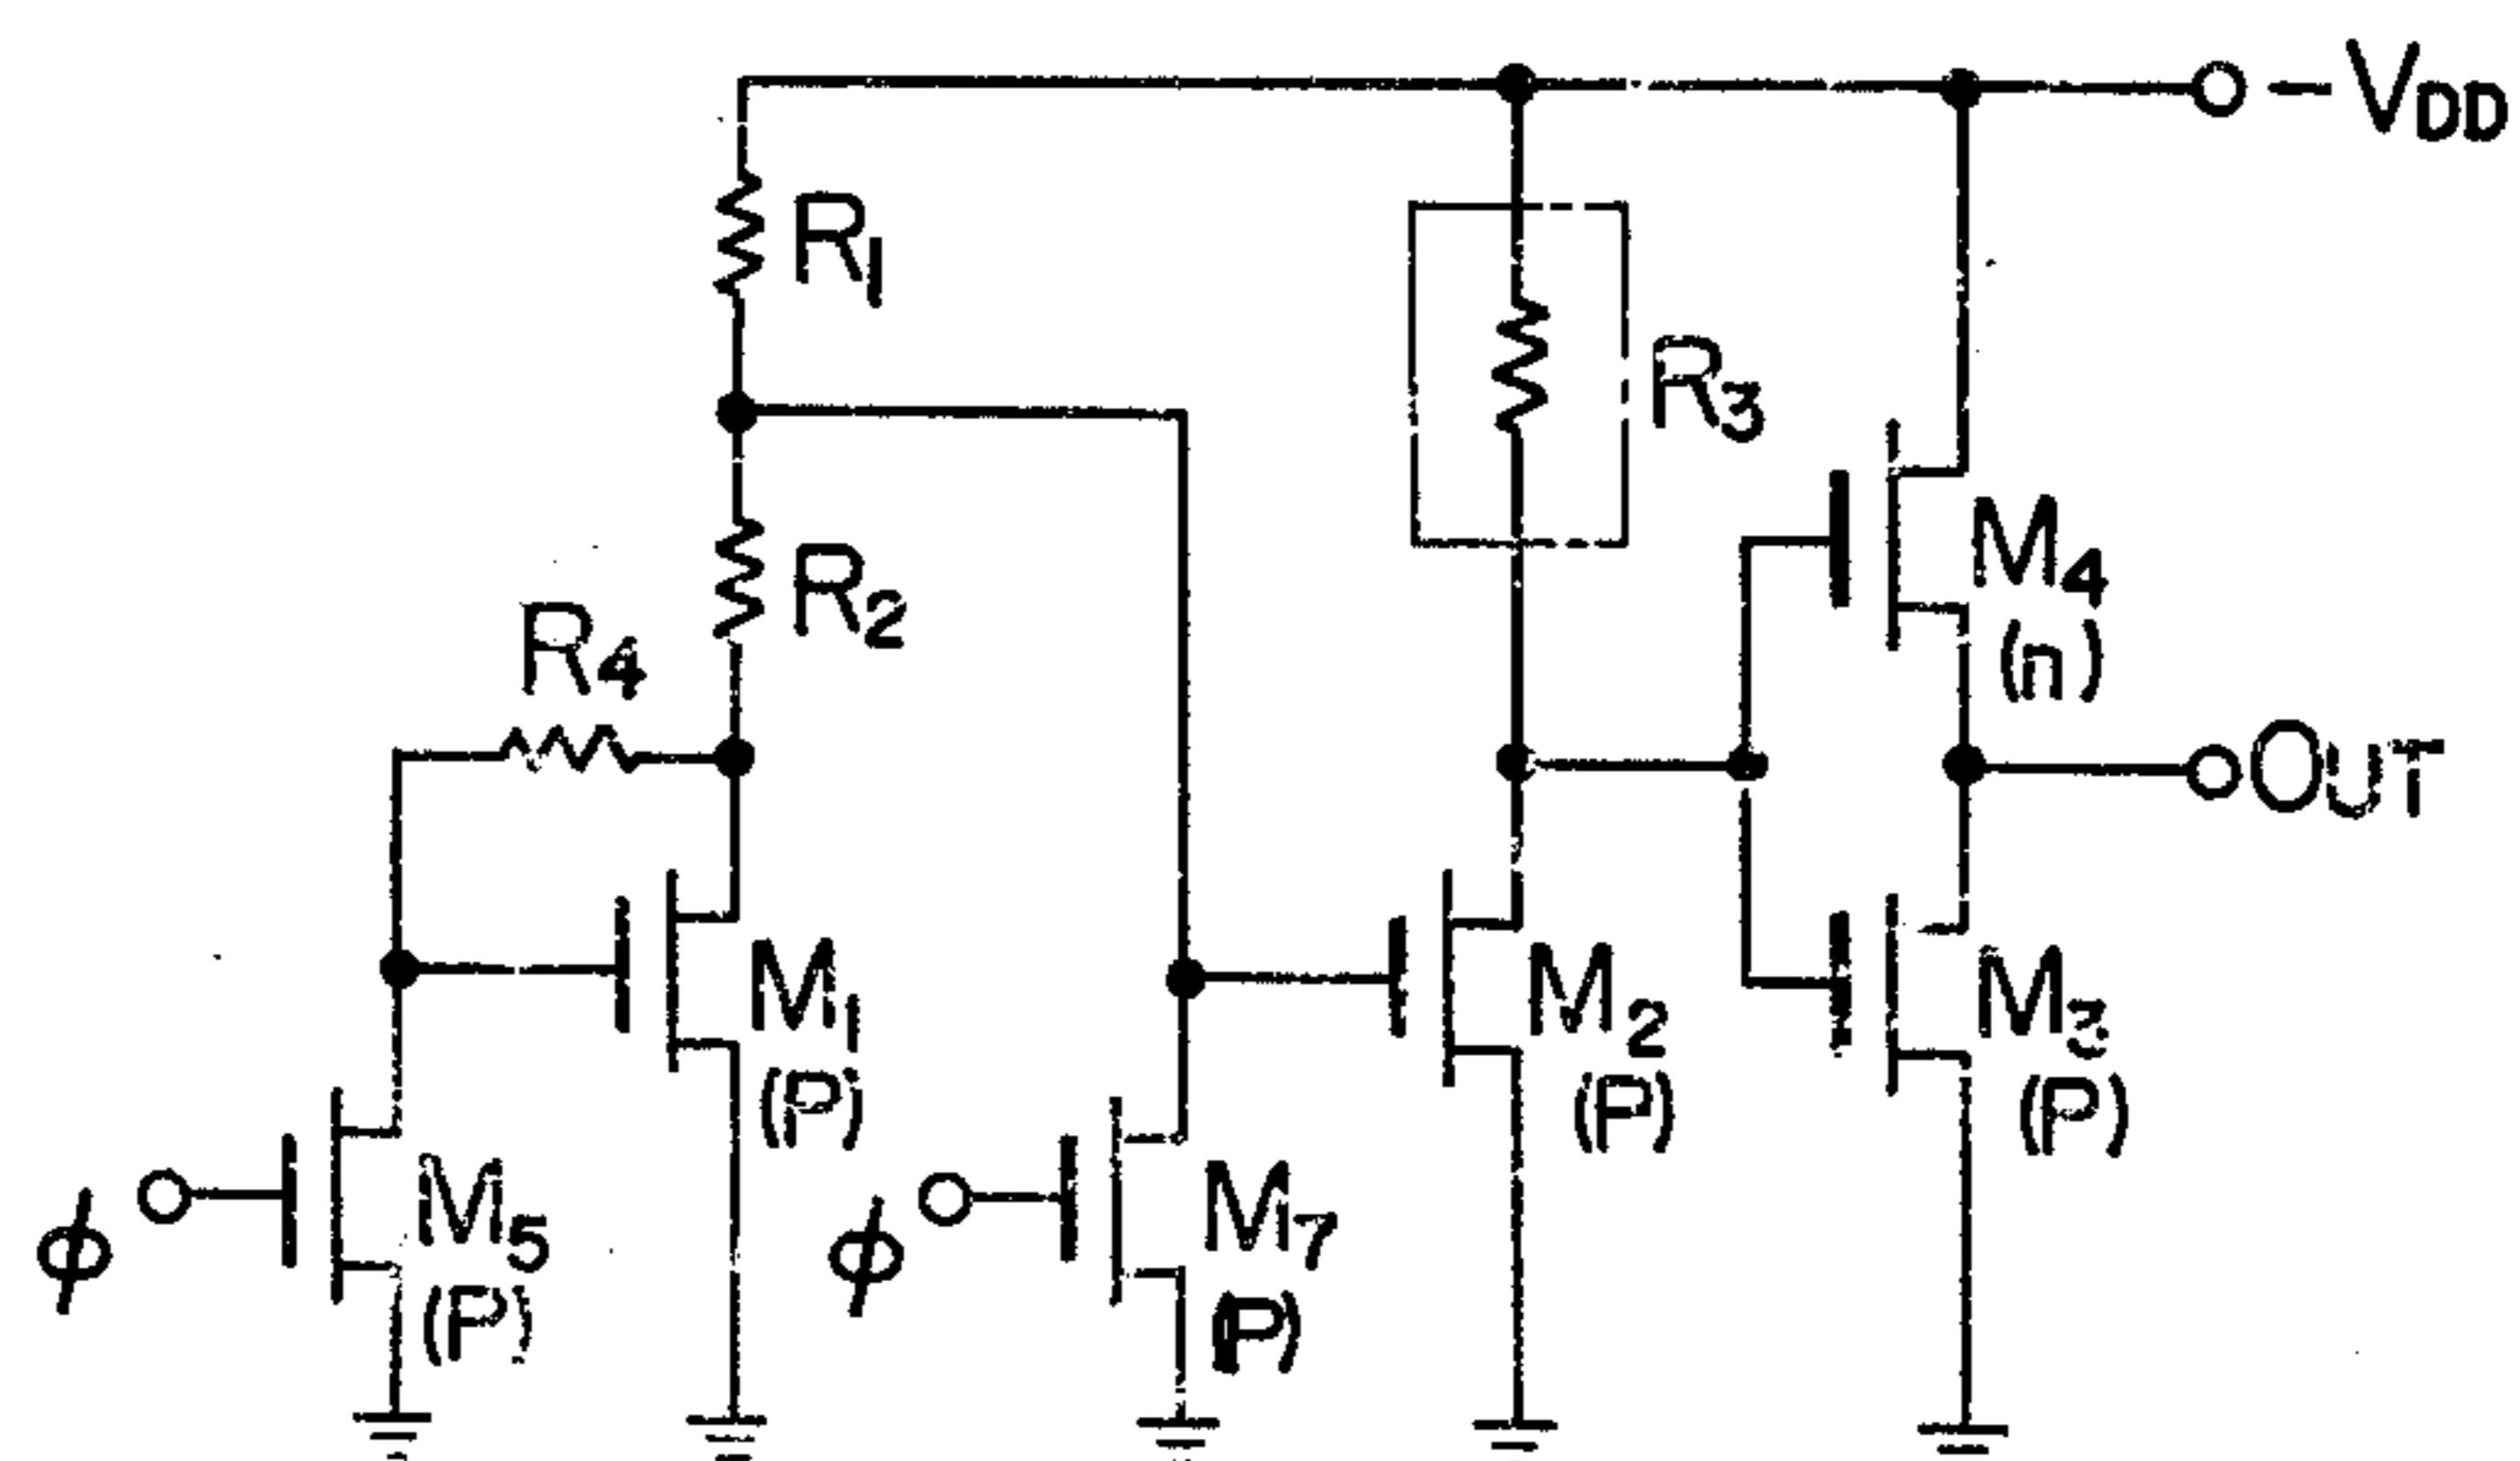 -VDD
R1
R3
R2
M4
(n)
R4
OUT
M1
(P)
M2
(P)
M3
(P)
ϕ
M5
(P)
ϕ
M7
(P)